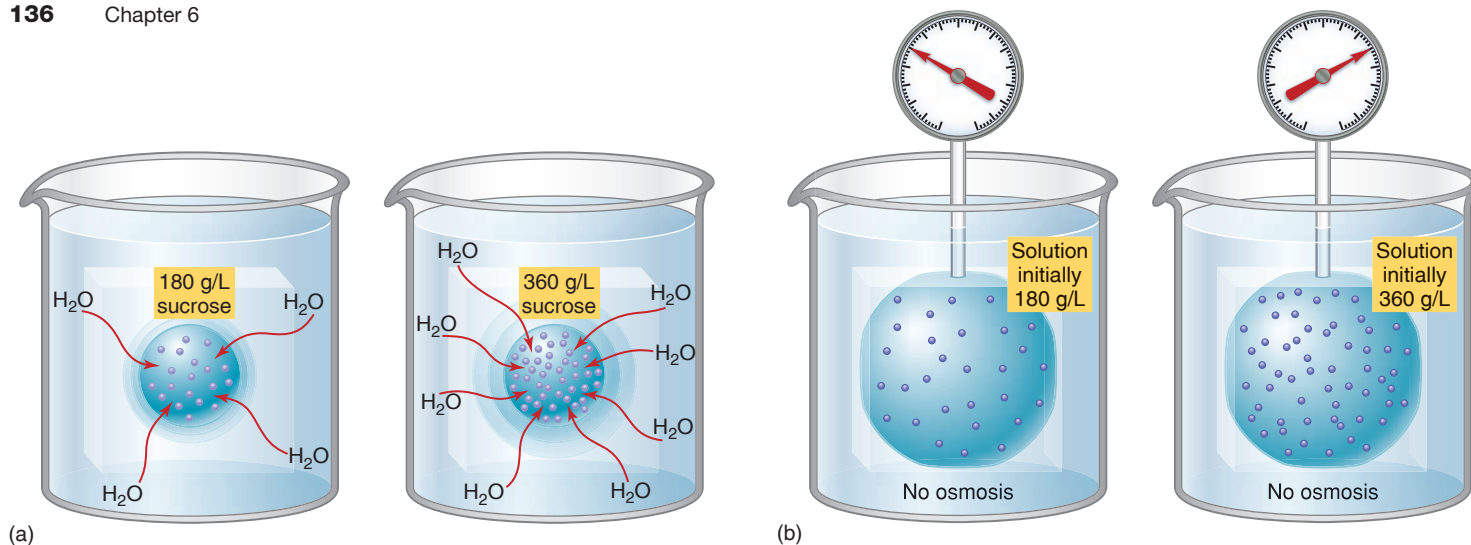 136 Chapter 6
180 g/L
sucrose
H₂O
H₂O
H₂O
H₂O
360 g/L
sucrose
H₂O
H₂O
H₂O
H₂O
H₂O
H₂O
H₂O
H₂O
(a)
Solution
initially
180 g/L
No osmosis
Solution
initially
360 g/L
No osmosis
(b)